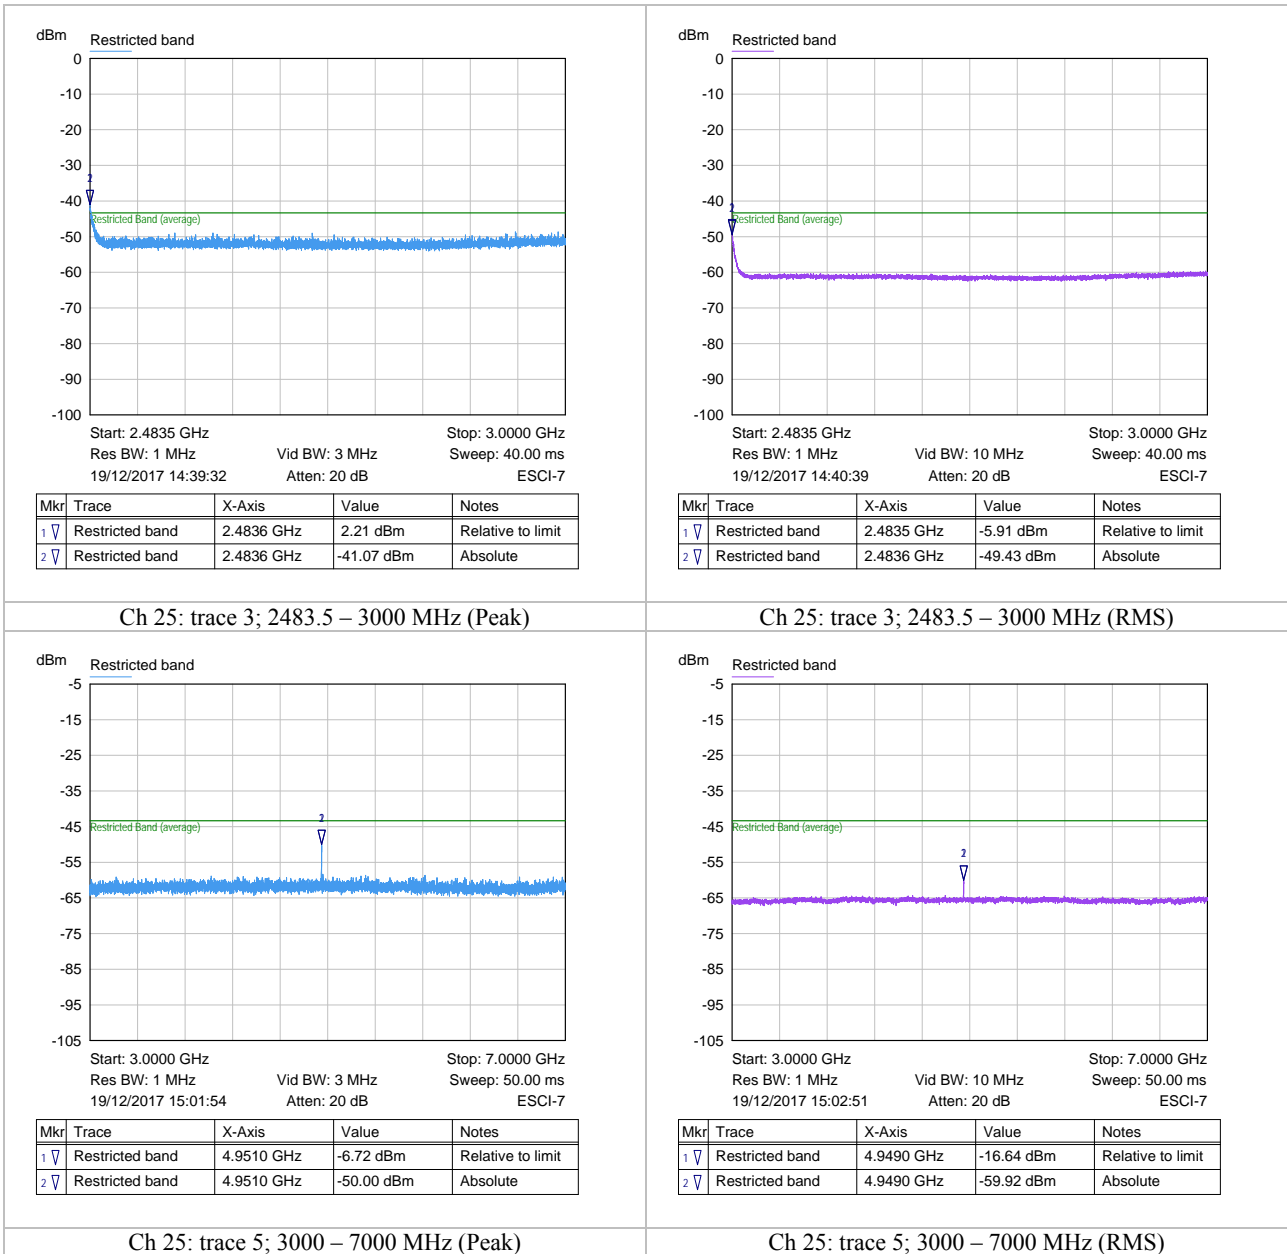 dBm
Restricted band
0
-10
-20
-30
-40
-50
-60
-70
-80
-90
-100
2
Restricted Band (average)
Start: 2.4835 GHz Stop: 3.0000 GHz
Res BW: 1 MHz Vid BW: 3 MHz Sweep: 40.00 ms
19/12/2017 14:39:32 Atten: 20 dB ESCI-7
Mkr Trace X-Axis Value Notes
1 Restricted band 2.4836 GHz 2.21 dBm Relative to limit
2 Restricted band 2.4836 GHz -41.07 dBm Absolute
Ch 25: trace 3; 2483.5 – 3000 MHz (Peak)
dBm
Restricted band
0
-10
-20
-30
-40
-50
-60
-70
-80
-90
-100
2
Restricted Band (average)
Start: 2.4835 GHz Stop: 3.0000 GHz
Res BW: 1 MHz Vid BW: 10 MHz Sweep: 40.00 ms
19/12/2017 14:40:39 Atten: 20 dB ESCI-7
Mkr Trace X-Axis Value Notes
1 Restricted band 2.4835 GHz -5.91 dBm Relative to limit
2 Restricted band 2.4836 GHz -49.43 dBm Absolute
Ch 25: trace 3; 2483.5 – 3000 MHz (RMS)
dBm
Restricted band
-5
-15
-25
-35
-45
-55
-65
-75
-85
-95
-105
2
Restricted Band (average)
Start: 3.0000 GHz Stop: 7.0000 GHz
Res BW: 1 MHz Vid BW: 3 MHz Sweep: 50.00 ms
19/12/2017 15:01:54 Atten: 20 dB ESCI-7
Mkr Trace X-Axis Value Notes
1 Restricted band 4.9510 GHz -6.72 dBm Relative to limit
2 Restricted band 4.9510 GHz -50.00 dBm Absolute
Ch 25: trace 5; 3000 – 7000 MHz (Peak)
dBm
Restricted band
-5
-15
-25
-35
-45
-55
-65
-75
-85
-95
-105
2
Restricted Band (average)
Start: 3.0000 GHz Stop: 7.0000 GHz
Res BW: 1 MHz Vid BW: 10 MHz Sweep: 50.00 ms
19/12/2017 15:02:51 Atten: 20 dB ESCI-7
Mkr Trace X-Axis Value Notes
1 Restricted band 4.9490 GHz -16.64 dBm Relative to limit
2 Restricted band 4.9490 GHz -59.92 dBm Absolute
Ch 25: trace 5; 3000 – 7000 MHz (RMS)